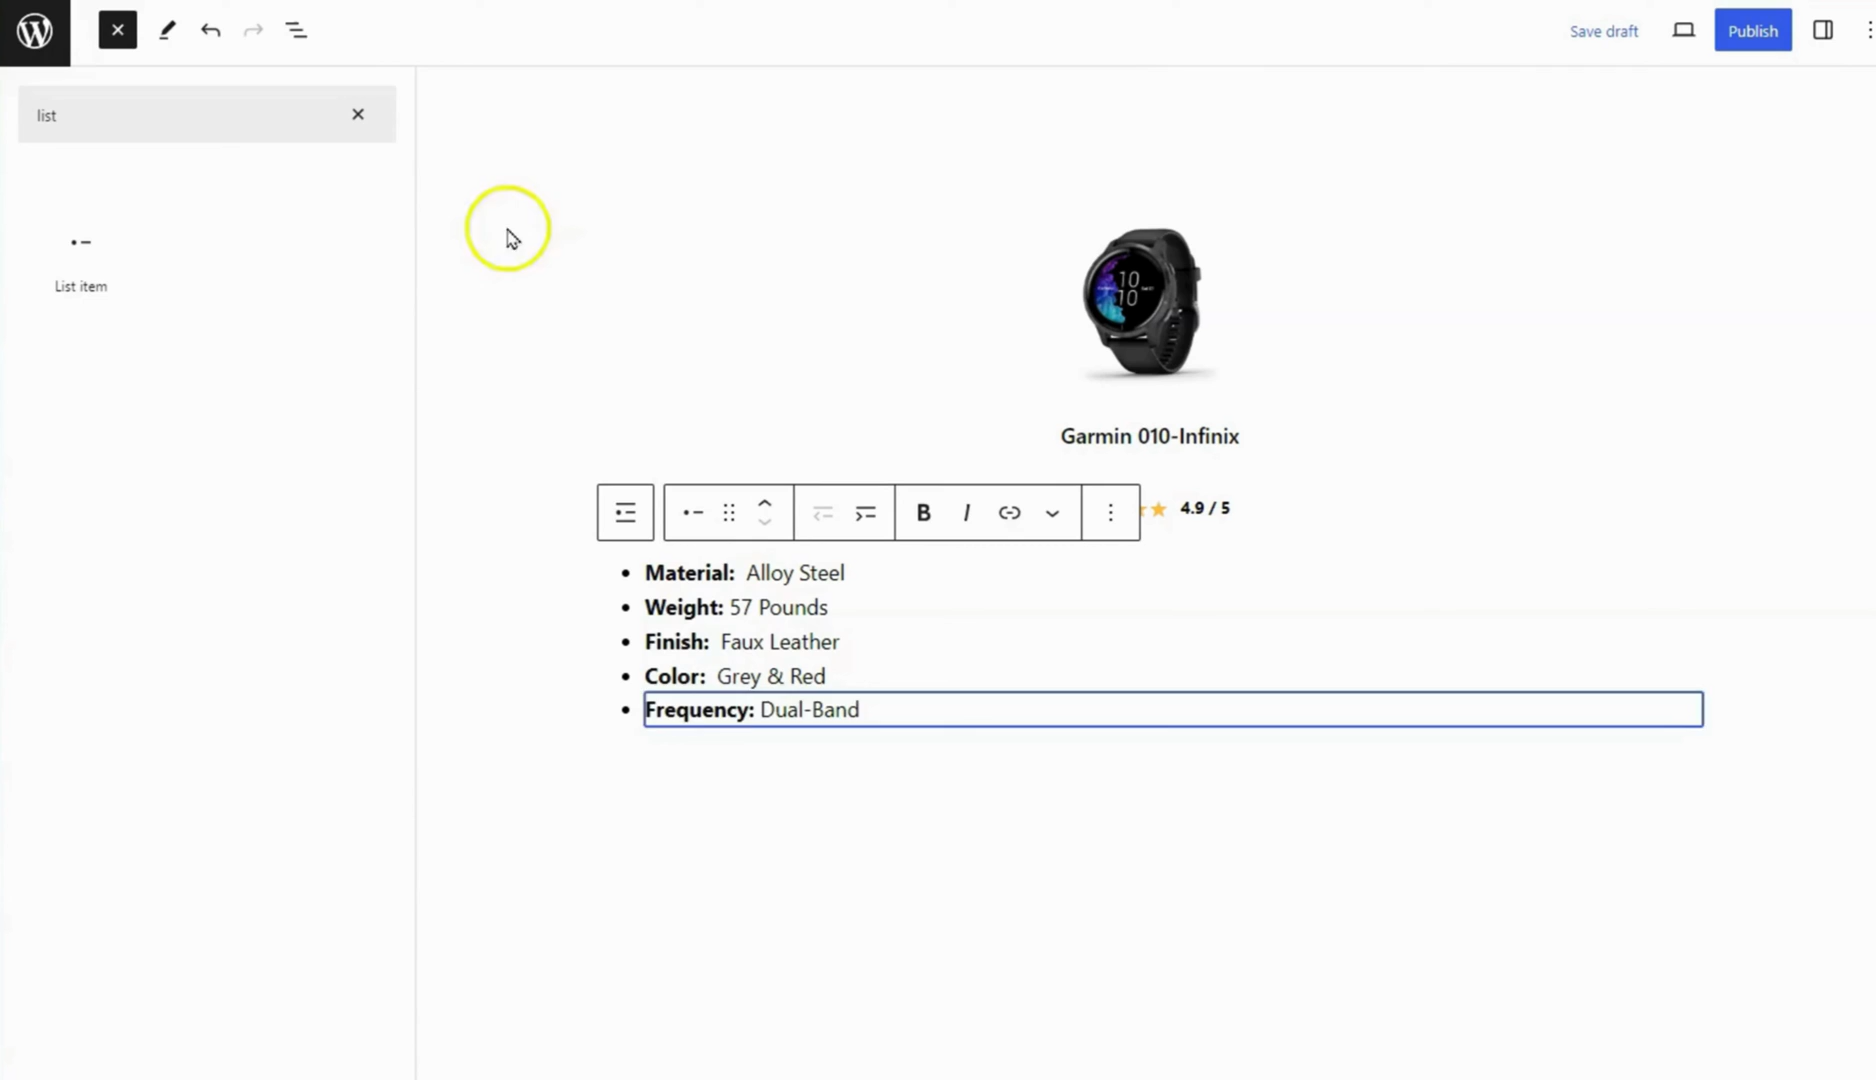 Save draft
Publish
list
List item
Garmin 010-Infinix
4.9 / 5
B I
• Material: Alloy Steel
• Weight: 57 Pounds
• Finish: Faux Leather
• Color: Grey & Red
• Frequency: Dual-Band